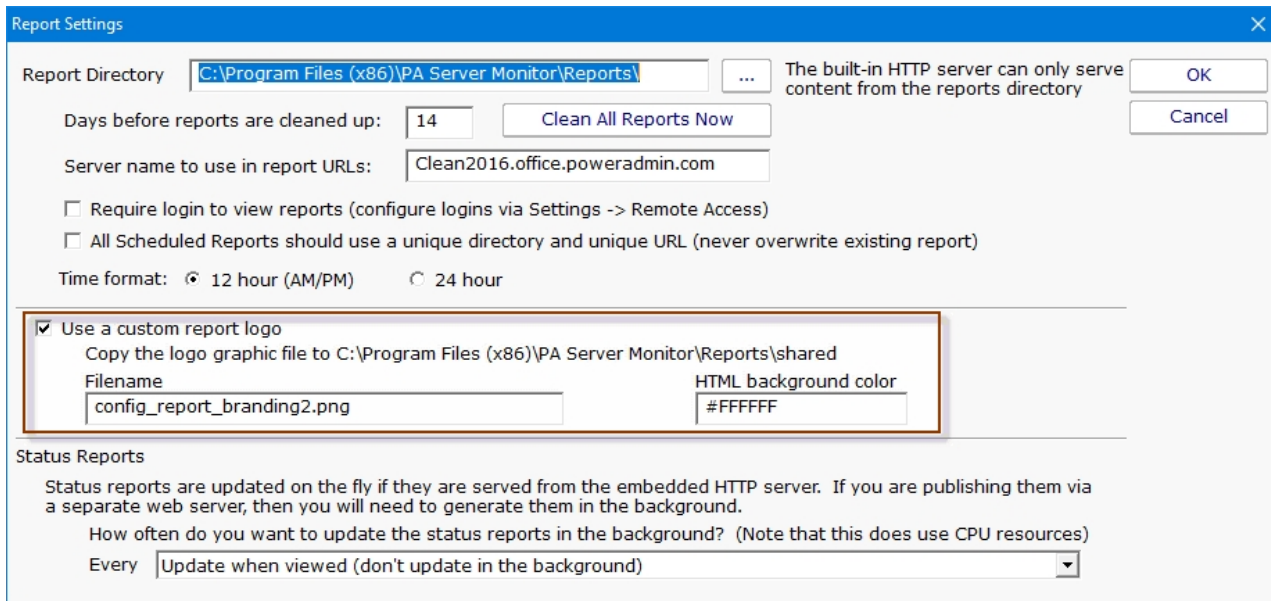 Report Settings
Report Directory C:\Program Files (x86)\PA Server Monitor\Reports\ ... The built-in HTTP server can only serve OK
content from the reports directory
Days before reports are cleaned up: 14 Clean All Reports Now Cancel
Server name to use in report URLs: Clean2016.office.poweradmin.com
Require login to view reports (configure logins via Settings -> Remote Access)
All Scheduled Reports should use a unique directory and unique URL (never overwrite existing report)
Time format: 12 hour (AM/PM) 24 hour
Use a custom report logo
Copy the logo graphic file to C:\Program Files (x86)\PA Server Monitor\Reports\shared
Filename HTML background color
config_report_branding2.png #FFFFFF
Status Reports
Status reports are updated on the fly if they are served from the embedded HTTP server. If you are publishing them via
a separate web server, then you will need to generate them in the background.
How often do you want to update the status reports in the background? (Note that this does use CPU resources)
Every Update when viewed (don't update in the background)